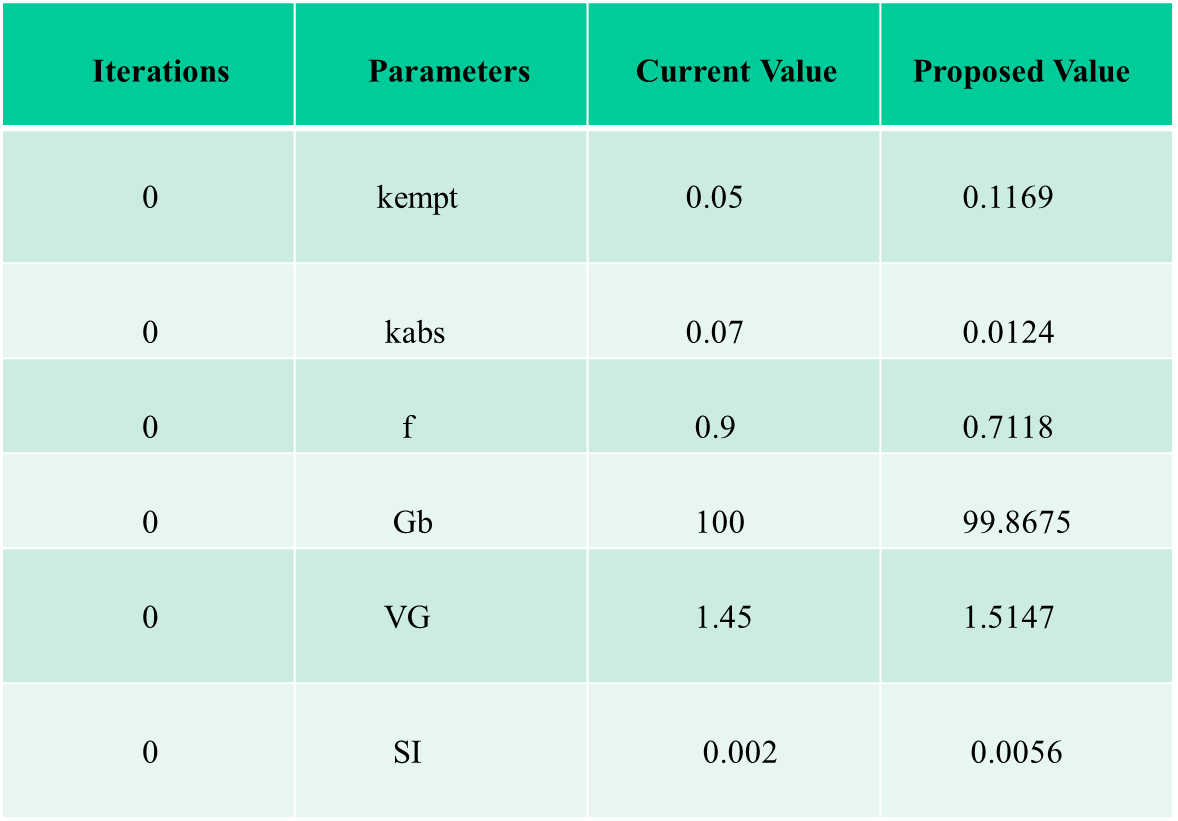 Iterations Parameters Current Value Proposed Value
0 kempt 0.05 0.1169
0 kabs 0.07 0.0124
0 f 0.9 0.7118
0 Gb 100 99.8675
0 VG 1.45 1.5147
0 SI 0.002 0.0056